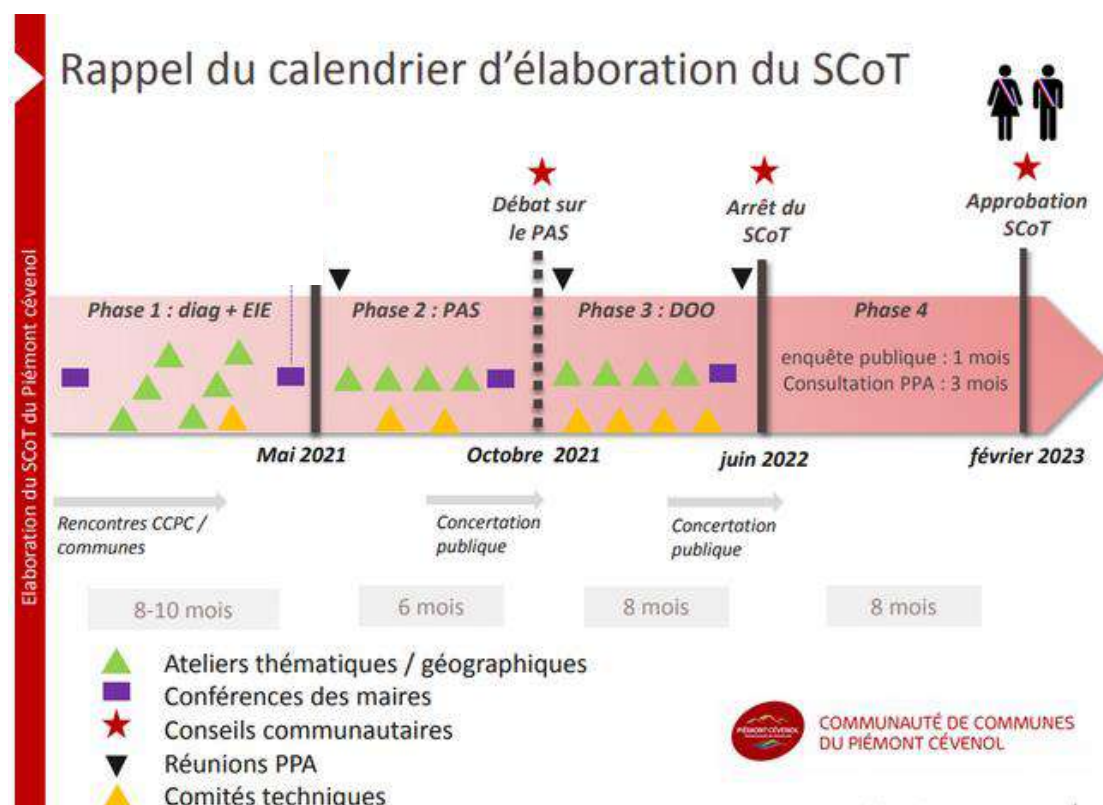 Rappel du calendrier d'élaboration du SCoT
Elaboration du SCoT du Piémont cévenol
Débat sur
le PAS
Arrêt du
SCoT
Approbation
SCoT
Phase 1 : diag + EIE
Phase 2 : PAS
Phase 3 : DOO
Phase 4
enquête publique : 1 mois
Consultation PPA : 3 mois
Mai 2021
Octobre 2021
juin 2022
février 2023
Rencontres CCPC /
communes
Concertation
publique
Concertation
publique
8-10 mois
6 mois
8 mois
8 mois
Ateliers thématiques / géographiques
Conférences des maires
Conseils communautaires
Réunions PPA
Comités techniques
PIÉMONT CÉVENOL
COMMUNAUTÉ DE COMMUNES
DU PIÉMONT CÉVENOL